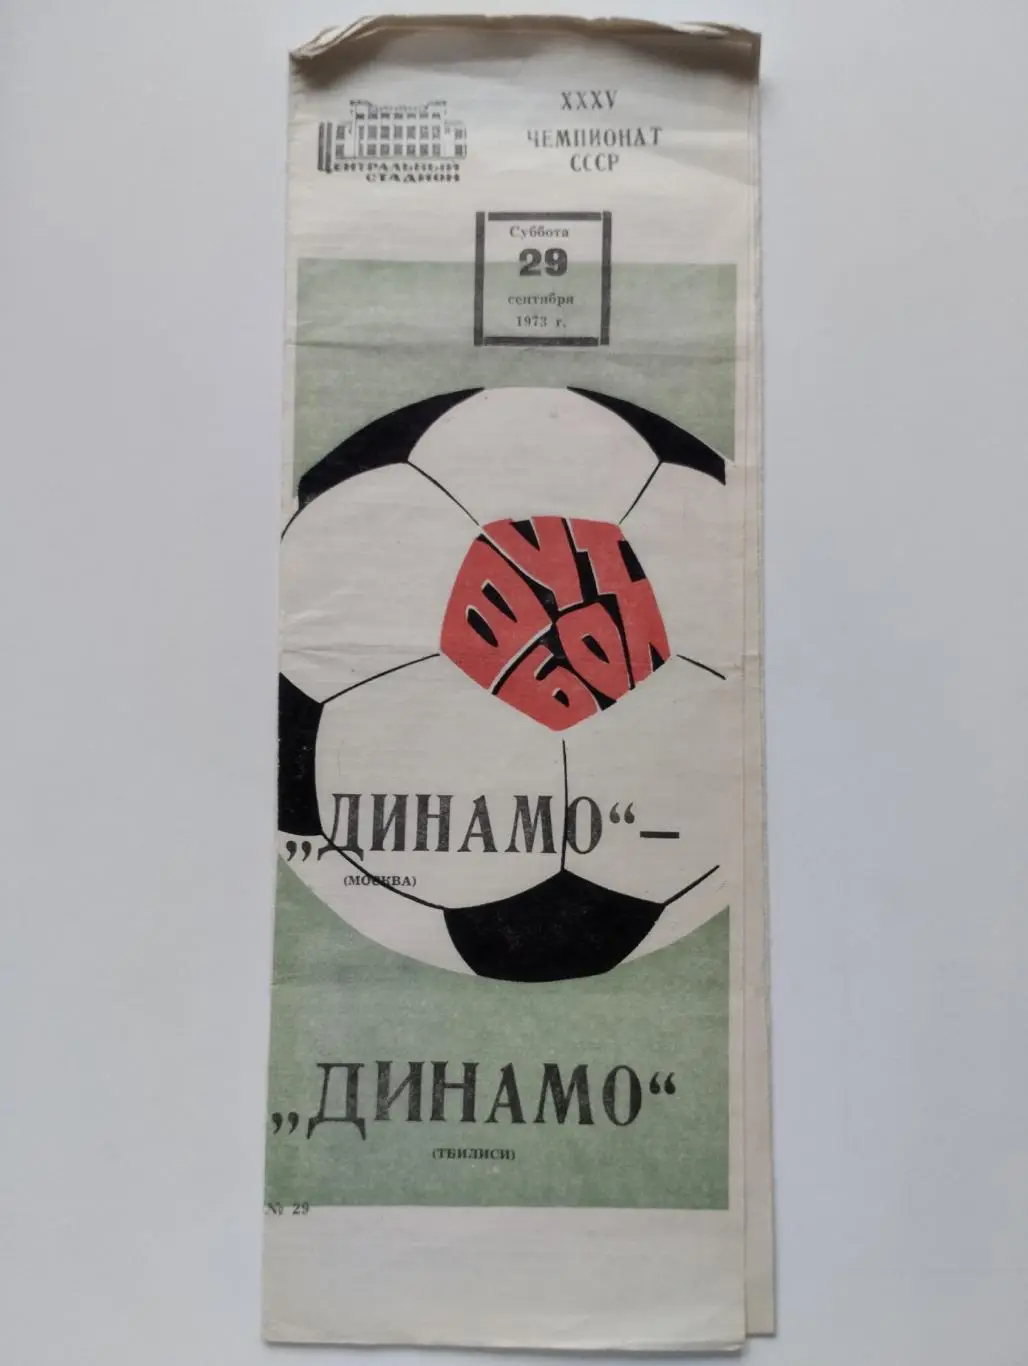 ЦЕНТРАЛЬНЫЙ
СТАДИОН
XXXV
ЧЕМПИОНАТ
СССР
Суббота
29
сентября
1973 г.
ФУТ
БОЛ
„ДИНАМО“ —
(МОСКВА)
„ДИНАМО“
(ТБИЛИСИ)
№ 29